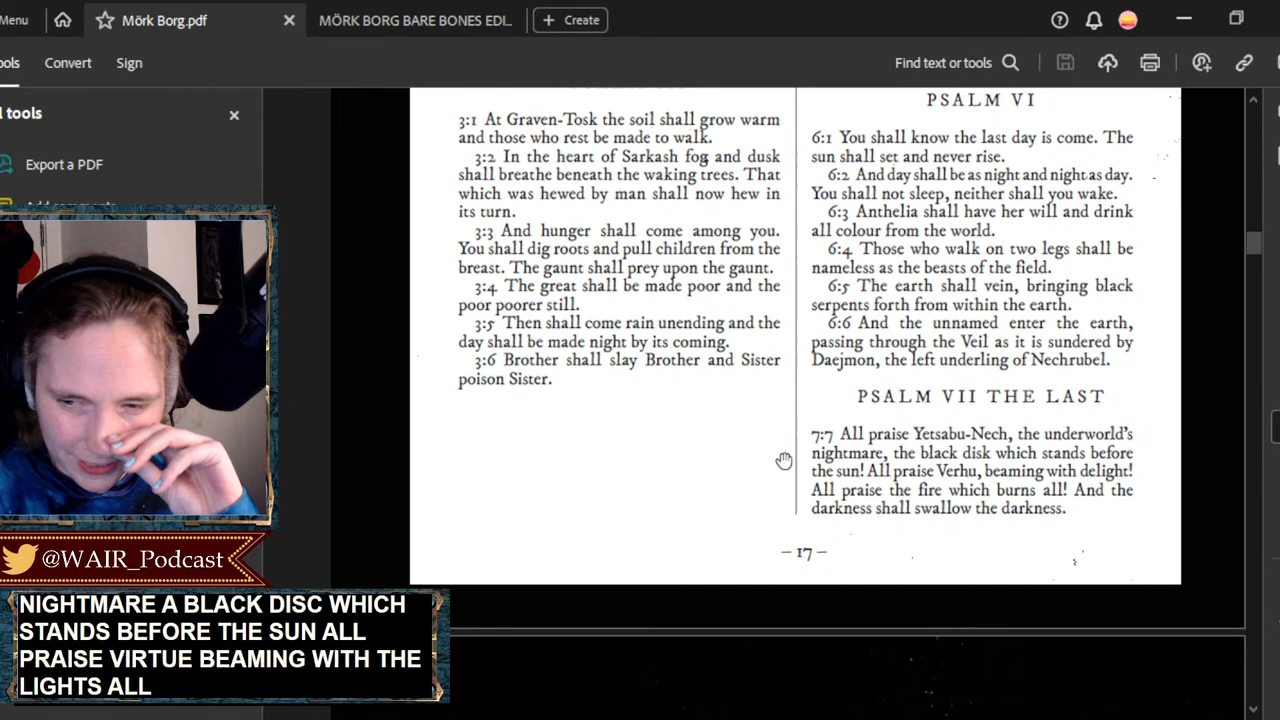 Menu
Mörk Borg.pdf
MÖRK BORG BARE BONES EDI...
Create
ols
Convert
Sign
Find text or tools
tools
Export a PDF
3:1 At Graven-Tosk the soil shall grow warm
and those who rest be made to walk.
3:2 In the heart of Sarkash fog and dusk
shall breathe beneath the waking trees. That
which was hewed by man shall now hew in
its turn.
3:3 And hunger shall come among you.
You shall dig roots and pull children from the
breast. The gaunt shall prey upon the gaunt.
3:4 The great shall be made poor and the
poor poorer still.
3:5 Then shall come rain unending and the
day shall be made night by its coming.
3:6 Brother shall slay Brother and Sister
poison Sister.
PSALM VI
6:1 You shall know the last day is come. The
sun shall set and never rise.
6:2 And day shall be as night and night as day.
You shall not sleep, neither shall you wake.
6:3 Anthelia shall have her will and drink
all colour from the world.
6:4 Those who walk on two legs shall be
nameless as the beasts of the field.
6:5 The earth shall vein, bringing black
serpents forth from within the earth.
6:6 And the unnamed enter the earth,
passing through the Veil as it is sundered by
Daejmon, the left underling of Nechrubel.
PSALM VII THE LAST
7:7 All praise Yetsabu-Nech, the underworld's
nightmare, the black disk which stands before
the sun! All praise Verhu, beaming with delight!
All praise the fire which burns all! And the
darkness shall swallow the darkness.
– 17 –
@WAIR_Podcast
NIGHTMARE A BLACK DISC WHICH
STANDS BEFORE THE SUN ALL
PRAISE VIRTUE BEAMING WITH THE
LIGHTS ALL